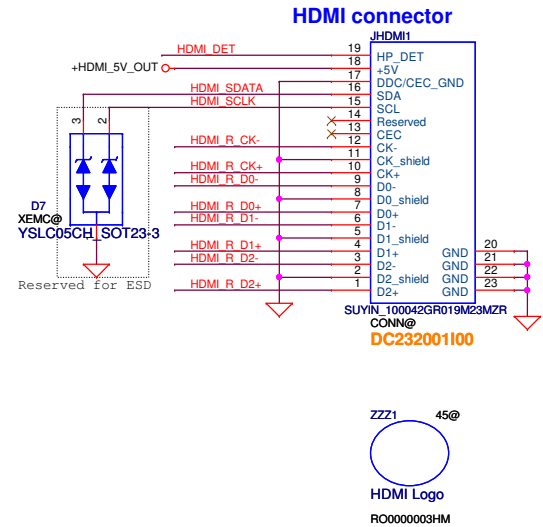 HDMI connector
JHDMI1
HDMI_DET 19 HP_DET
+HDMI_5V_OUT 18 +5V
17 DDC/CEC_GND
HDMI_SDATA 16 SDA
HDMI_SCLK 15 SCL
14 Reserved
13 CEC
HDMI_R_CK- 12 CK-
11 CK_shield
HDMI_R_CK+ 10 CK+
HDMI_R_D0- 9 D0-
8 D0_shield
HDMI_R_D0+ 7 D0+
HDMI_R_D1- 6 D1-
5 D1_shield
HDMI_R_D1+ 4 D1+ GND 20
HDMI_R_D2- 3 D2- GND 21
2 D2_shield GND 22
HDMI_R_D2+ 1 D2+ GND 23
3 2
D7
XEMC@
YSLC05CH_SOT23-3
1
Reserved for ESD
SUYIN_100042GR019M23MZR
CONN@
DC232001I00
ZZZ1 45@
HDMI Logo
RO0000003HM